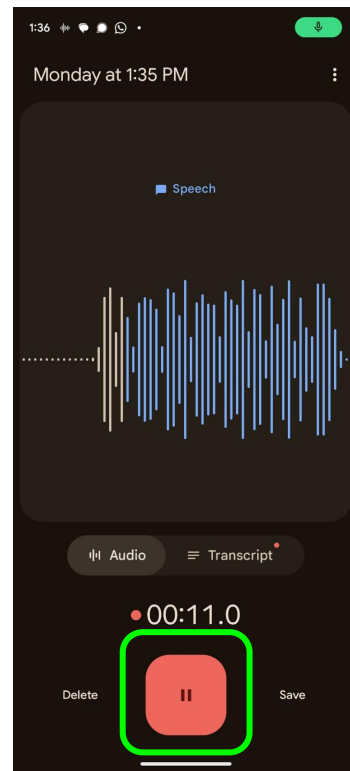 1:36
Monday at 1:35 PM
Speech
Audio Transcript
00:11.0
Delete Save